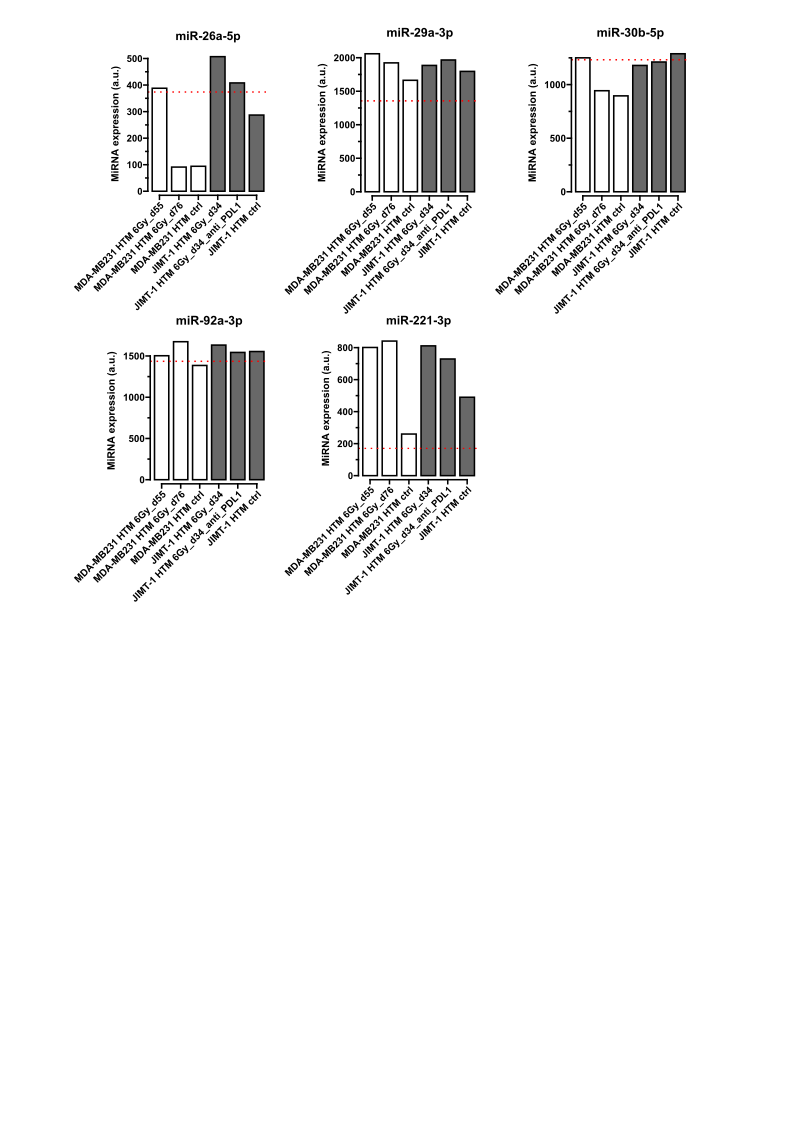 miR-26a-5p
MiRNA expression (a.u.)
500
400
300
200
100
0
MDA-MB231 HTM 6Gy_d55
MDA-MB231 HTM 6Gy_d76
MDA-MB231 HTM ctrl
JIMT-1 HTM 6Gy_d34
JIMT-1 HTM 6Gy_d34_anti_PDL1
JIMT-1 HTM ctrl
miR-29a-3p
MiRNA expression (a.u.)
2000
1500
1000
500
0
MDA-MB231 HTM 6Gy_d55
MDA-MB231 HTM 6Gy_d76
MDA-MB231 HTM ctrl
JIMT-1 HTM 6Gy_d34
JIMT-1 HTM 6Gy_d34_anti_PDL1
JIMT-1 HTM ctrl
miR-30b-5p
MiRNA expression (a.u.)
1000
500
0
MDA-MB231 HTM 6Gy_d55
MDA-MB231 HTM 6Gy_d76
MDA-MB231 HTM ctrl
JIMT-1 HTM 6Gy_d34
JIMT-1 HTM 6Gy_d34_anti_PDL1
JIMT-1 HTM ctrl
miR-92a-3p
MiRNA expression (a.u.)
1500
1000
500
0
MDA-MB231 HTM 6Gy_d55
MDA-MB231 HTM 6Gy_d76
MDA-MB231 HTM ctrl
JIMT-1 HTM 6Gy_d34
JIMT-1 HTM 6Gy_d34_anti_PDL1
JIMT-1 HTM ctrl
miR-221-3p
MiRNA expression (a.u.)
800
600
400
200
0
MDA-MB231 HTM 6Gy_d55
MDA-MB231 HTM 6Gy_d76
MDA-MB231 HTM ctrl
JIMT-1 HTM 6Gy_d34
JIMT-1 HTM 6Gy_d34_anti_PDL1
JIMT-1 HTM ctrl